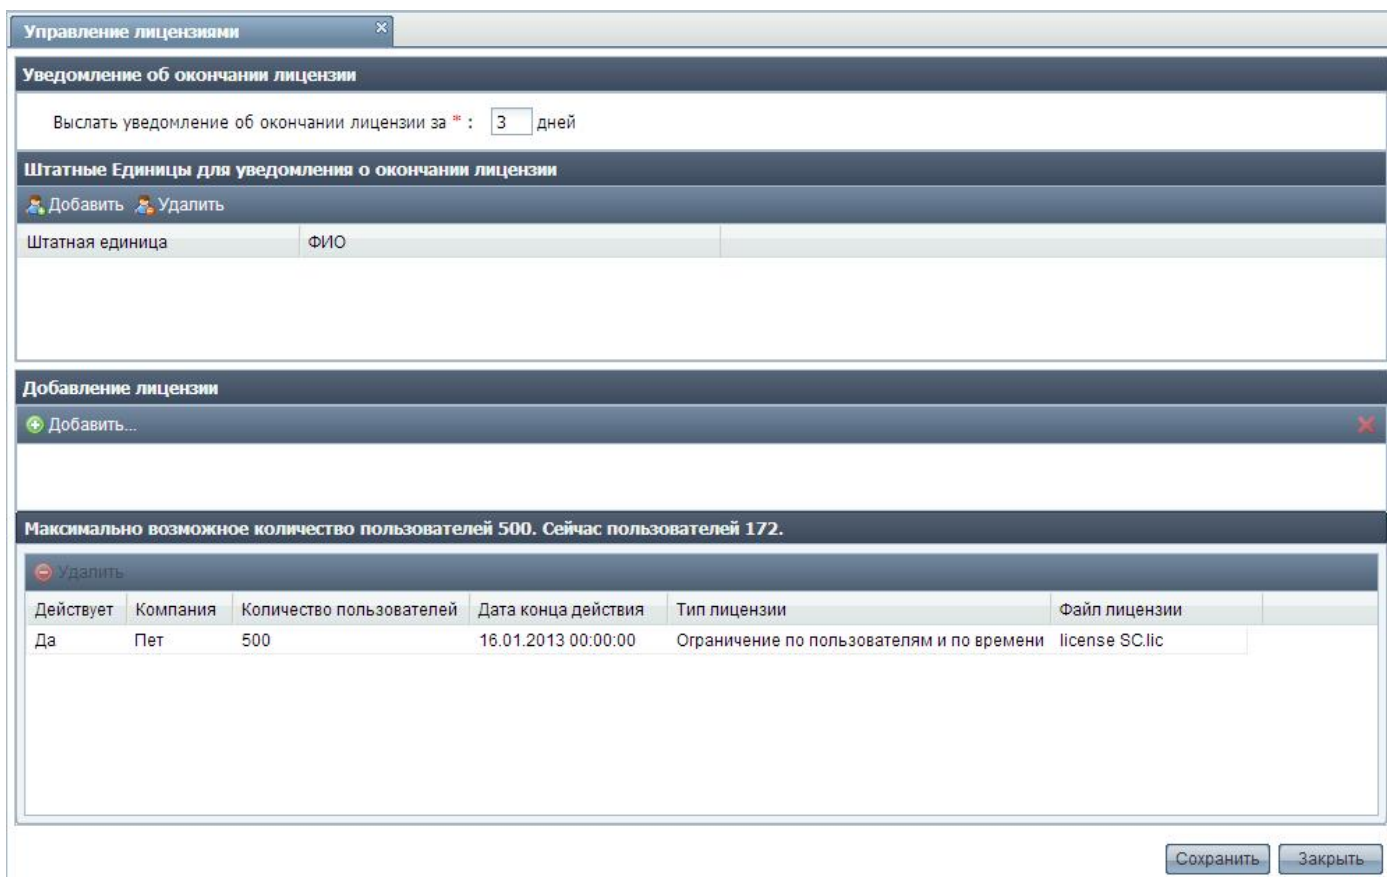 Управление лицензиями
Уведомление об окончании лицензии
Выслать уведомление об окончании лицензии за * : 3 дней
Штатные Единицы для уведомления о окончании лицензии
Добавить Удалить
Штатная единица ФИО
Добавление лицензии
Добавить...
Максимально возможное количество пользователей 500. Сейчас пользователей 172.
Удалить
Действует Компания Количество пользователей Дата конца действия Тип лицензии Файл лицензии
Да Пет 500 16.01.2013 00:00:00 Ограничение по пользователям и по времени license SC.lic
Сохранить Закрыть